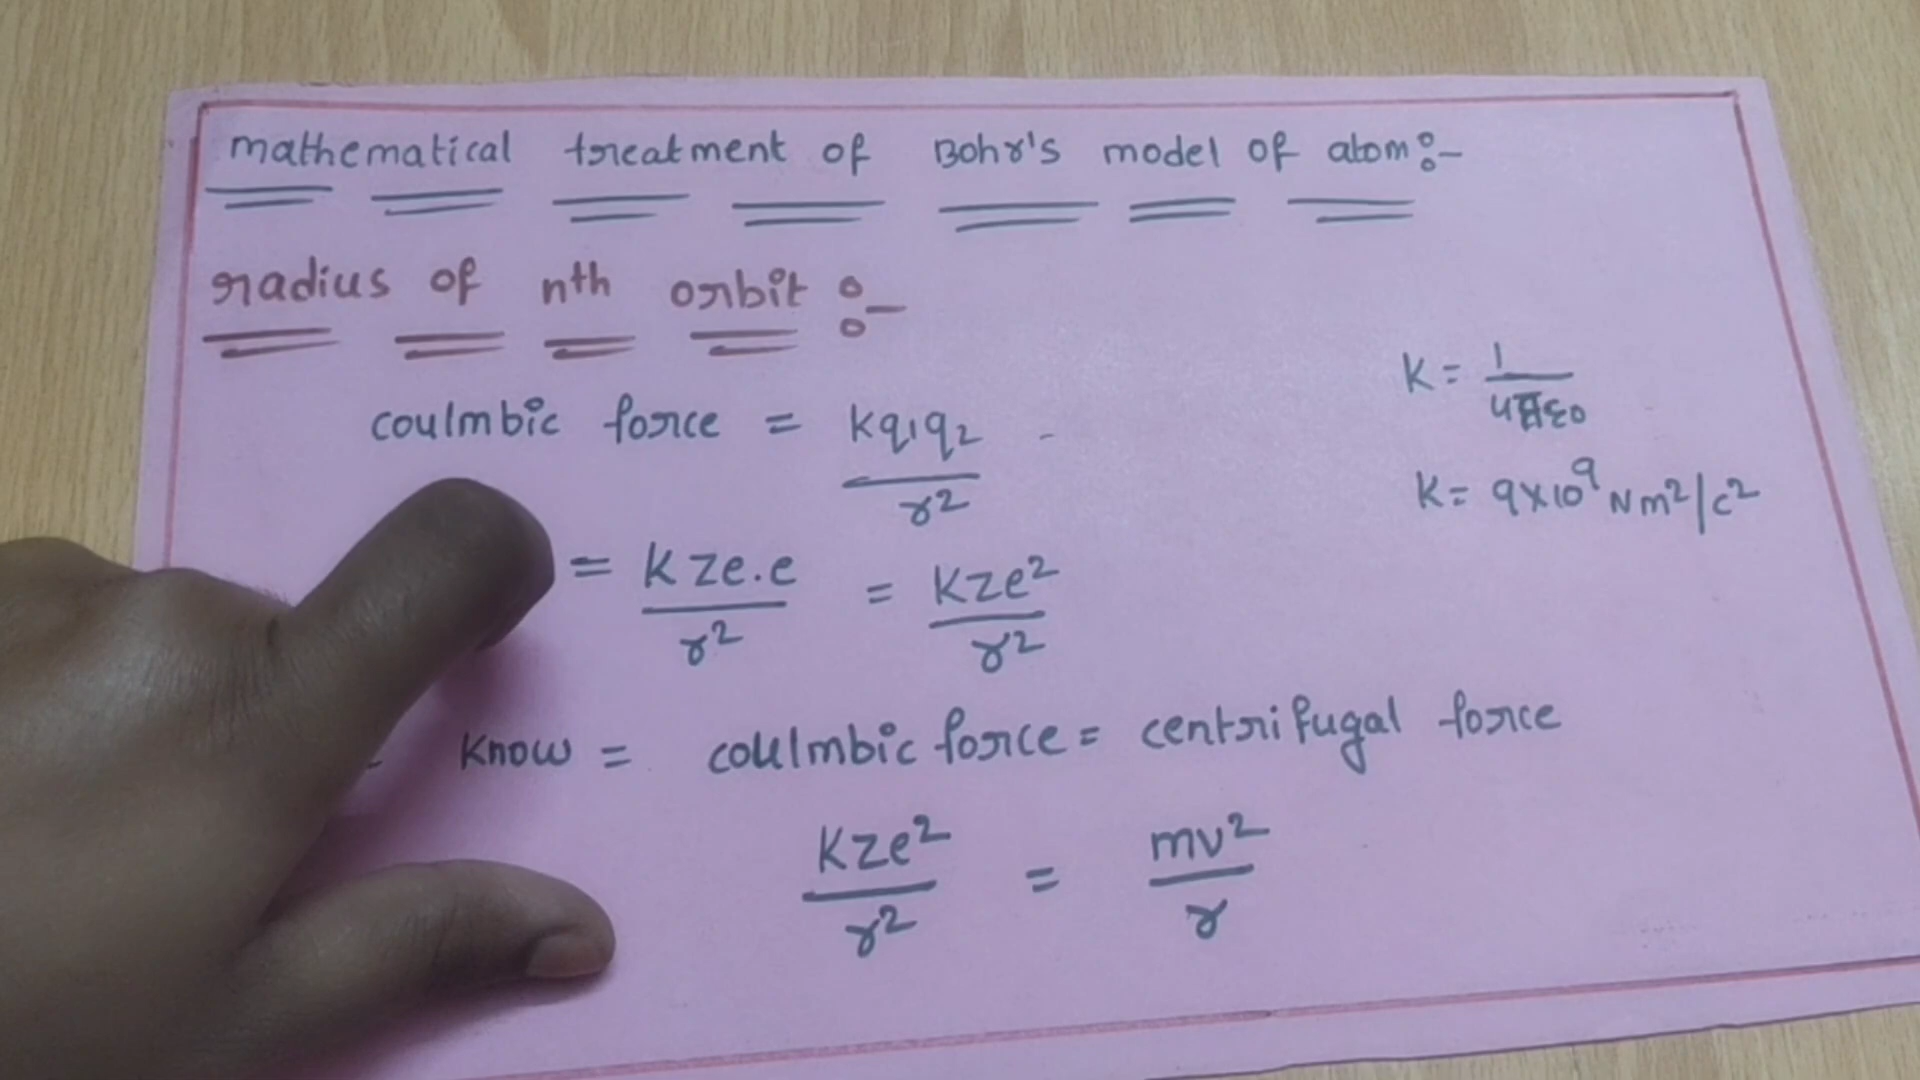 mathematical treatment of Bohr's model of atom :-
radius of nth orbit :-
coulmbic force = kq1q2 / r²
K = 1 / 4πε0
K = 9×10⁹ Nm²/c²
= kze.e / r² = kze² / r²
know = coulmbic force = centrifugal force
kze² / r² = mv² / r